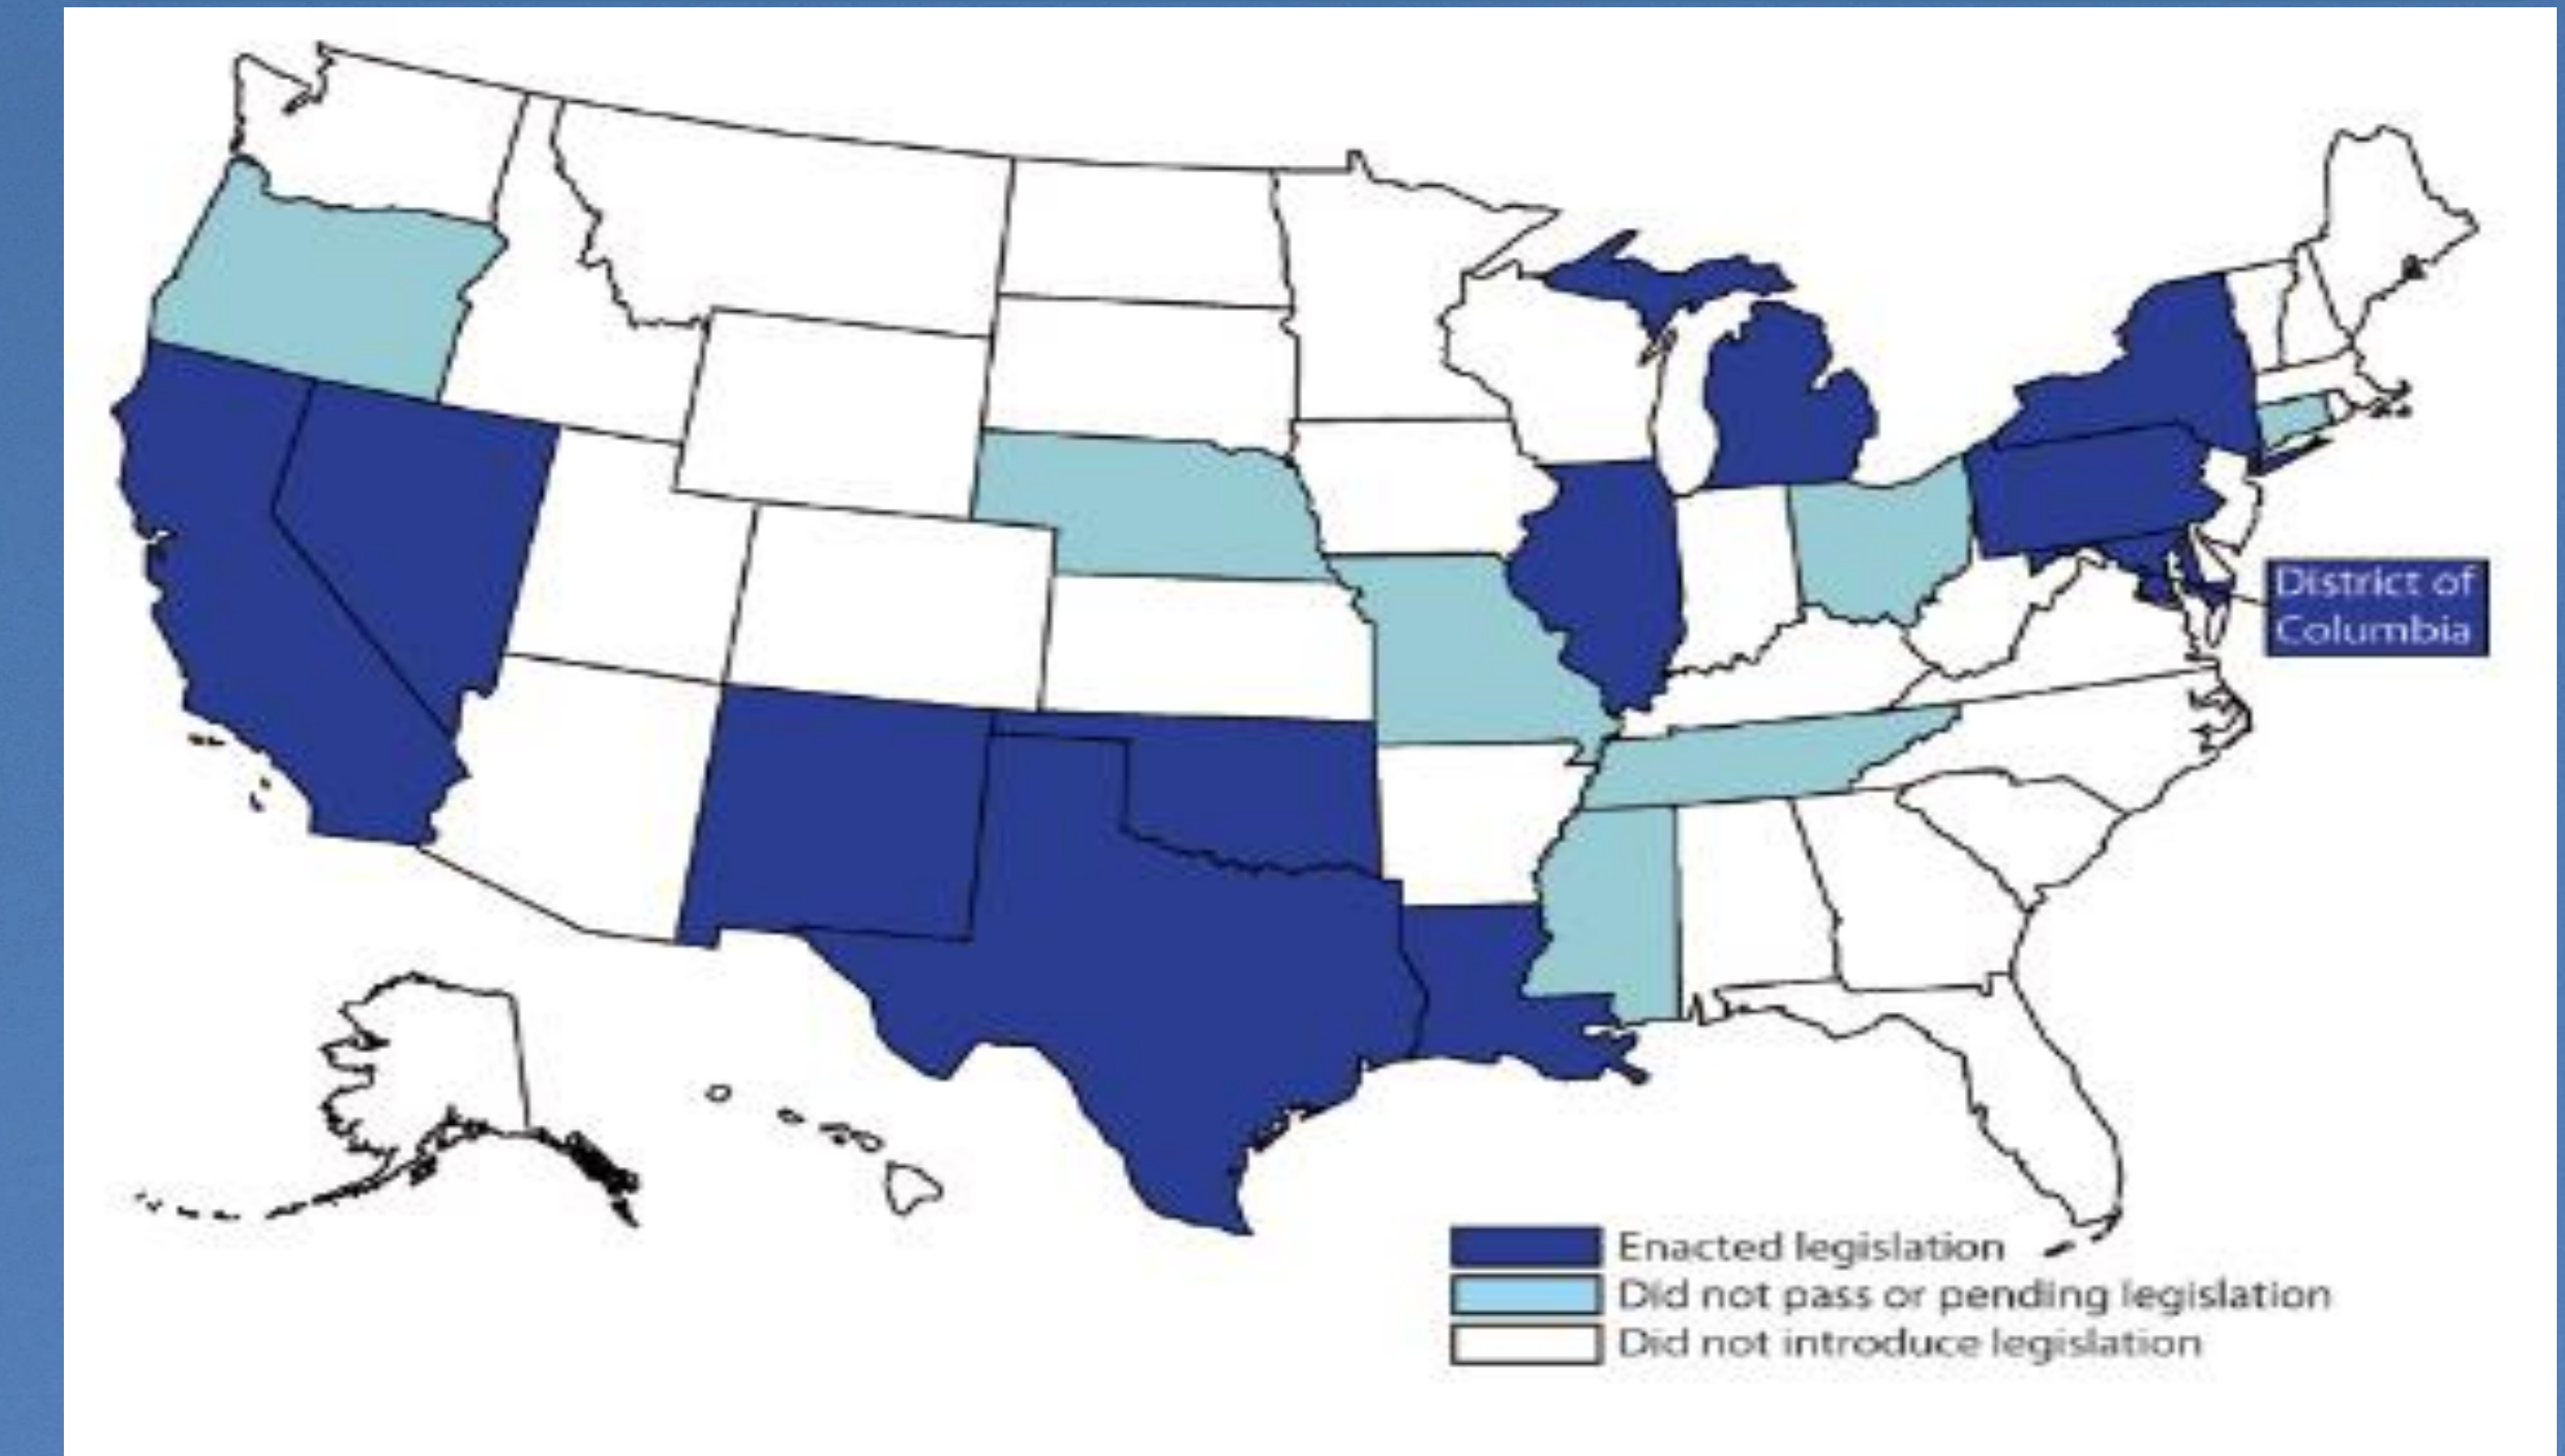 District of
Columbia
Enacted legislation
Did not pass or pending legislation
Did not introduce legislation